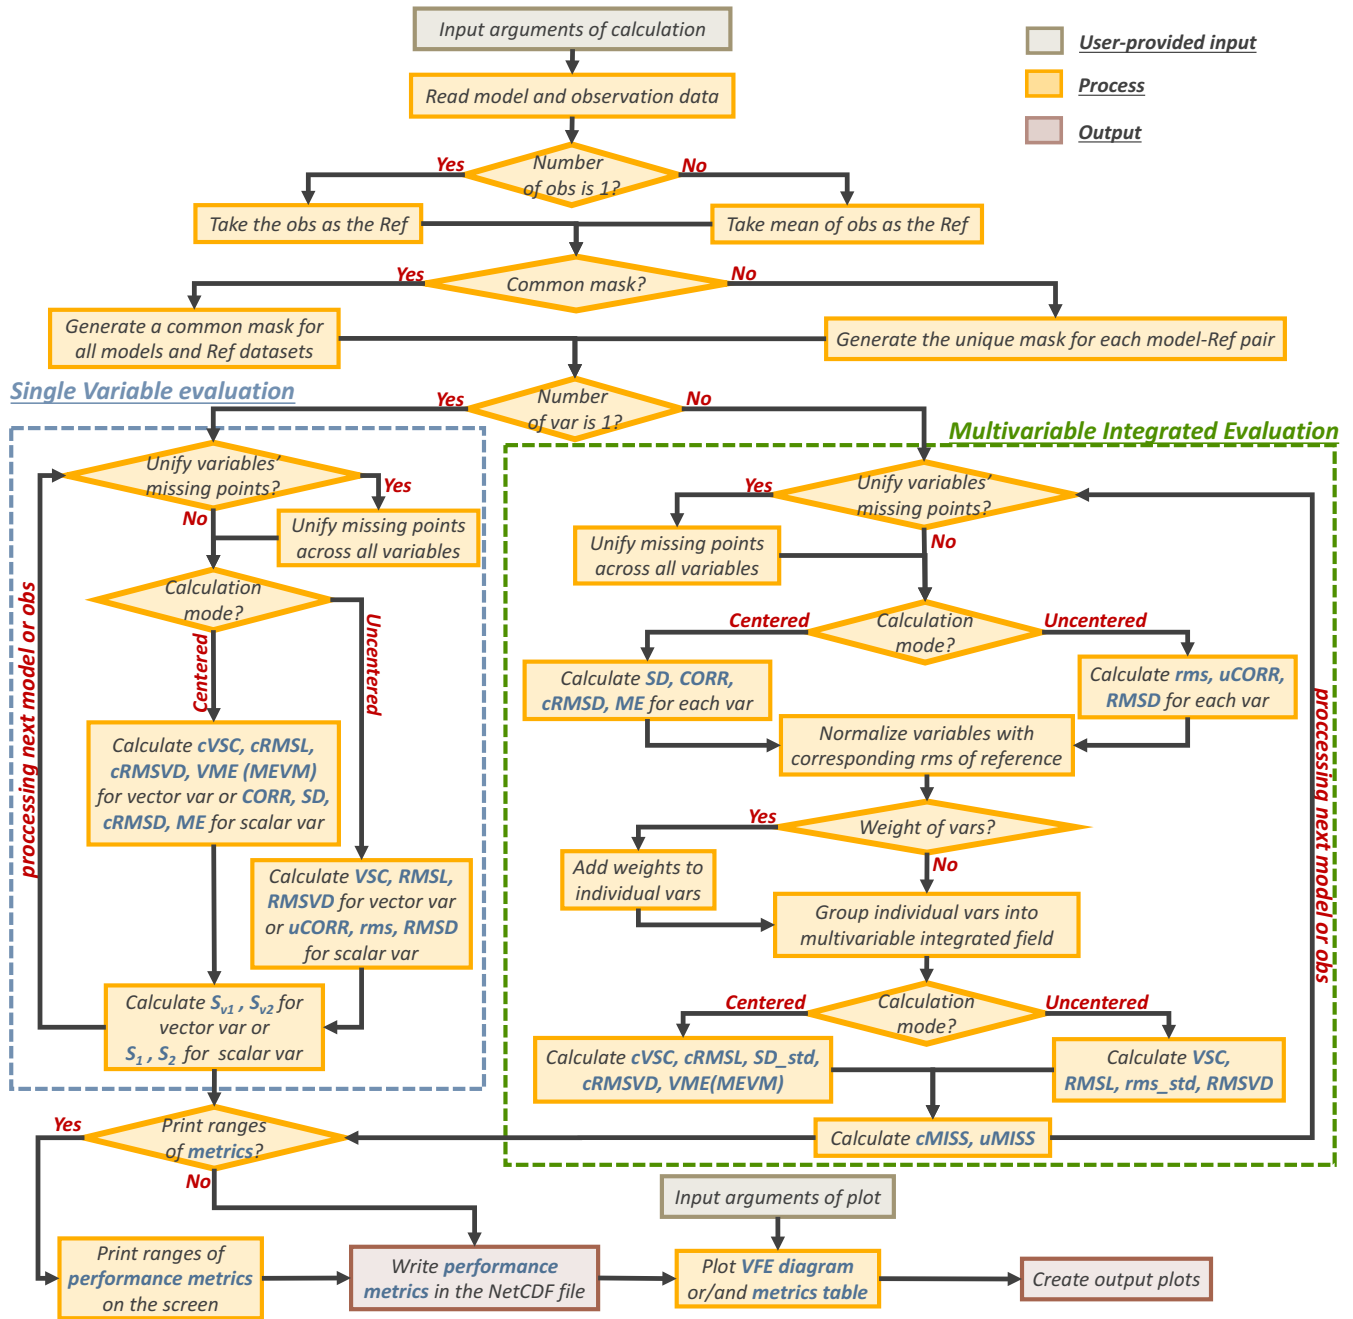 Input arguments of calculation
User-provided input
Process
Output
Read model and observation data
Number
of obs is 1?
Yes
No
Take the obs as the Ref
Take mean of obs as the Ref
Common mask?
Yes
No
Generate a common mask for
all models and Ref datasets
Generate the unique mask for each model-Ref pair
Number
of var is 1?
Yes
No
Single Variable evaluation
Unify variables'
missing points?
Yes
No
Unify missing points
across all variables
Calculation
mode?
Centered
Uncentered
Calculate cVSC, cRMSL,
cRMSVD, VME (MEVM)
for vector var or CORR, SD,
cRMSD, ME for scalar var
Calculate VSC, RMSL,
RMSVD for vector var
or uCORR, rms, RMSD
for scalar var
Calculate Sv1 , Sv2 for
vector var or
S1 , S2 for scalar var
proccessing next model or obs
Multivariable Integrated Evaluation
Unify variables'
missing points?
Yes
No
Unify missing points
across all variables
Calculation
mode?
Centered
Uncentered
Calculate SD, CORR,
cRMSD, ME for each var
Calculate rms, uCORR,
RMSD for each var
Normalize variables with
corresponding rms of reference
Weight of vars?
Yes
No
Add weights to
individual vars
Group individual vars into
multivariable integrated field
Calculation
mode?
Centered
Uncentered
Calculate cVSC, cRMSL, SD_std,
cRMSVD, VME(MEVM)
Calculate VSC,
RMSL, rms_std, RMSVD
Calculate cMISS, uMISS
proccessing next model or obs
Print ranges
of metrics?
Yes
No
Print ranges of
performance metrics
on the screen
Write performance
metrics in the NetCDF file
Input arguments of plot
Plot VFE diagram
or/and metrics table
Create output plots